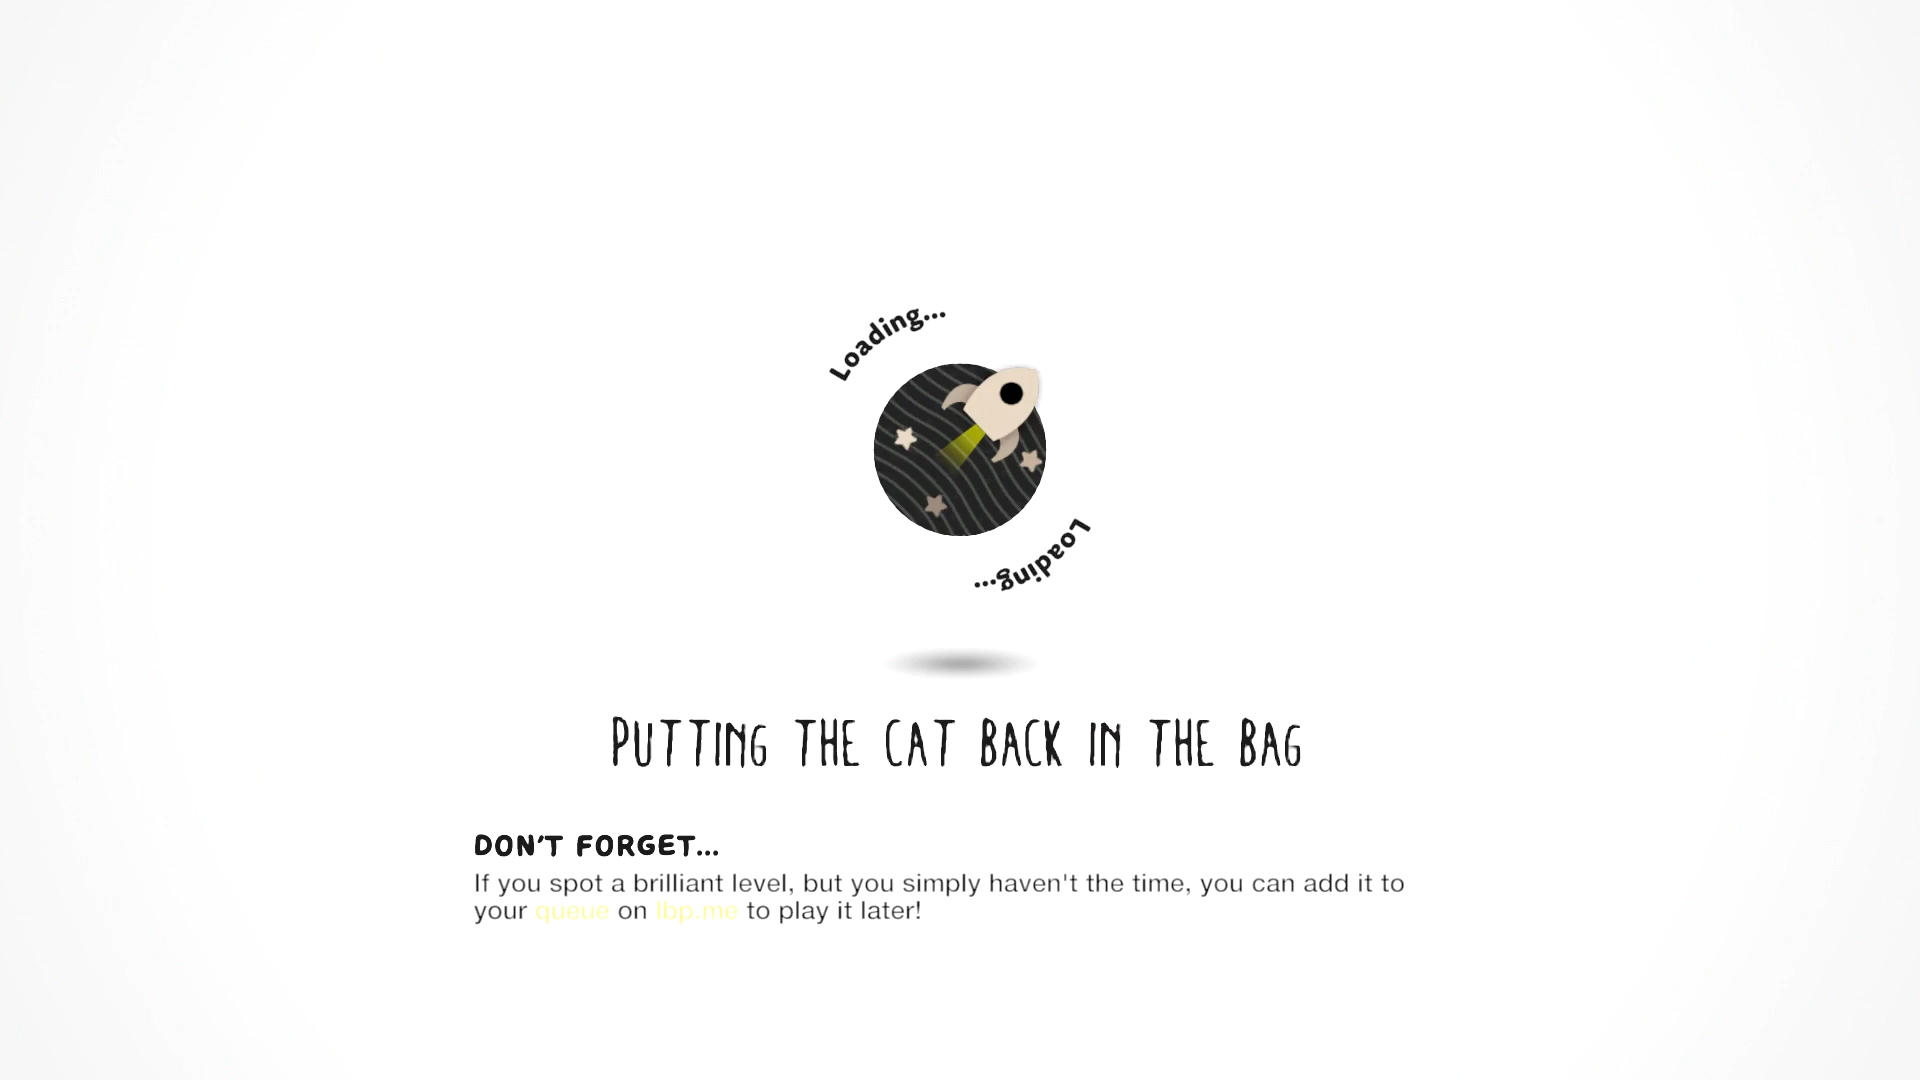 Loading...
Loading...
PUTTING THE CAT BACK IN THE BAG
DON'T FORGET...
If you spot a brilliant level, but you simply haven't the time, you can add it to
your queue on lbp.me to play it later!